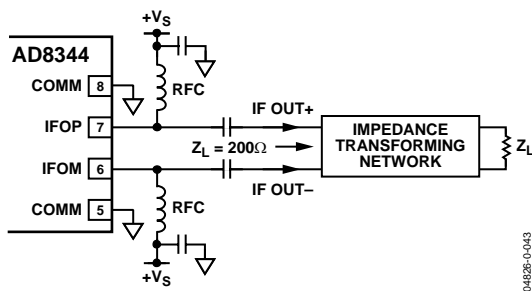 +VS
AD8344
COMM 8
RFC
IFOP 7
IF OUT+
ZL = 200Ω
IMPEDANCE
TRANSFORMING
NETWORK
ZL
IFOM 6
IF OUT–
COMM 5
RFC
+VS
04826-0-043